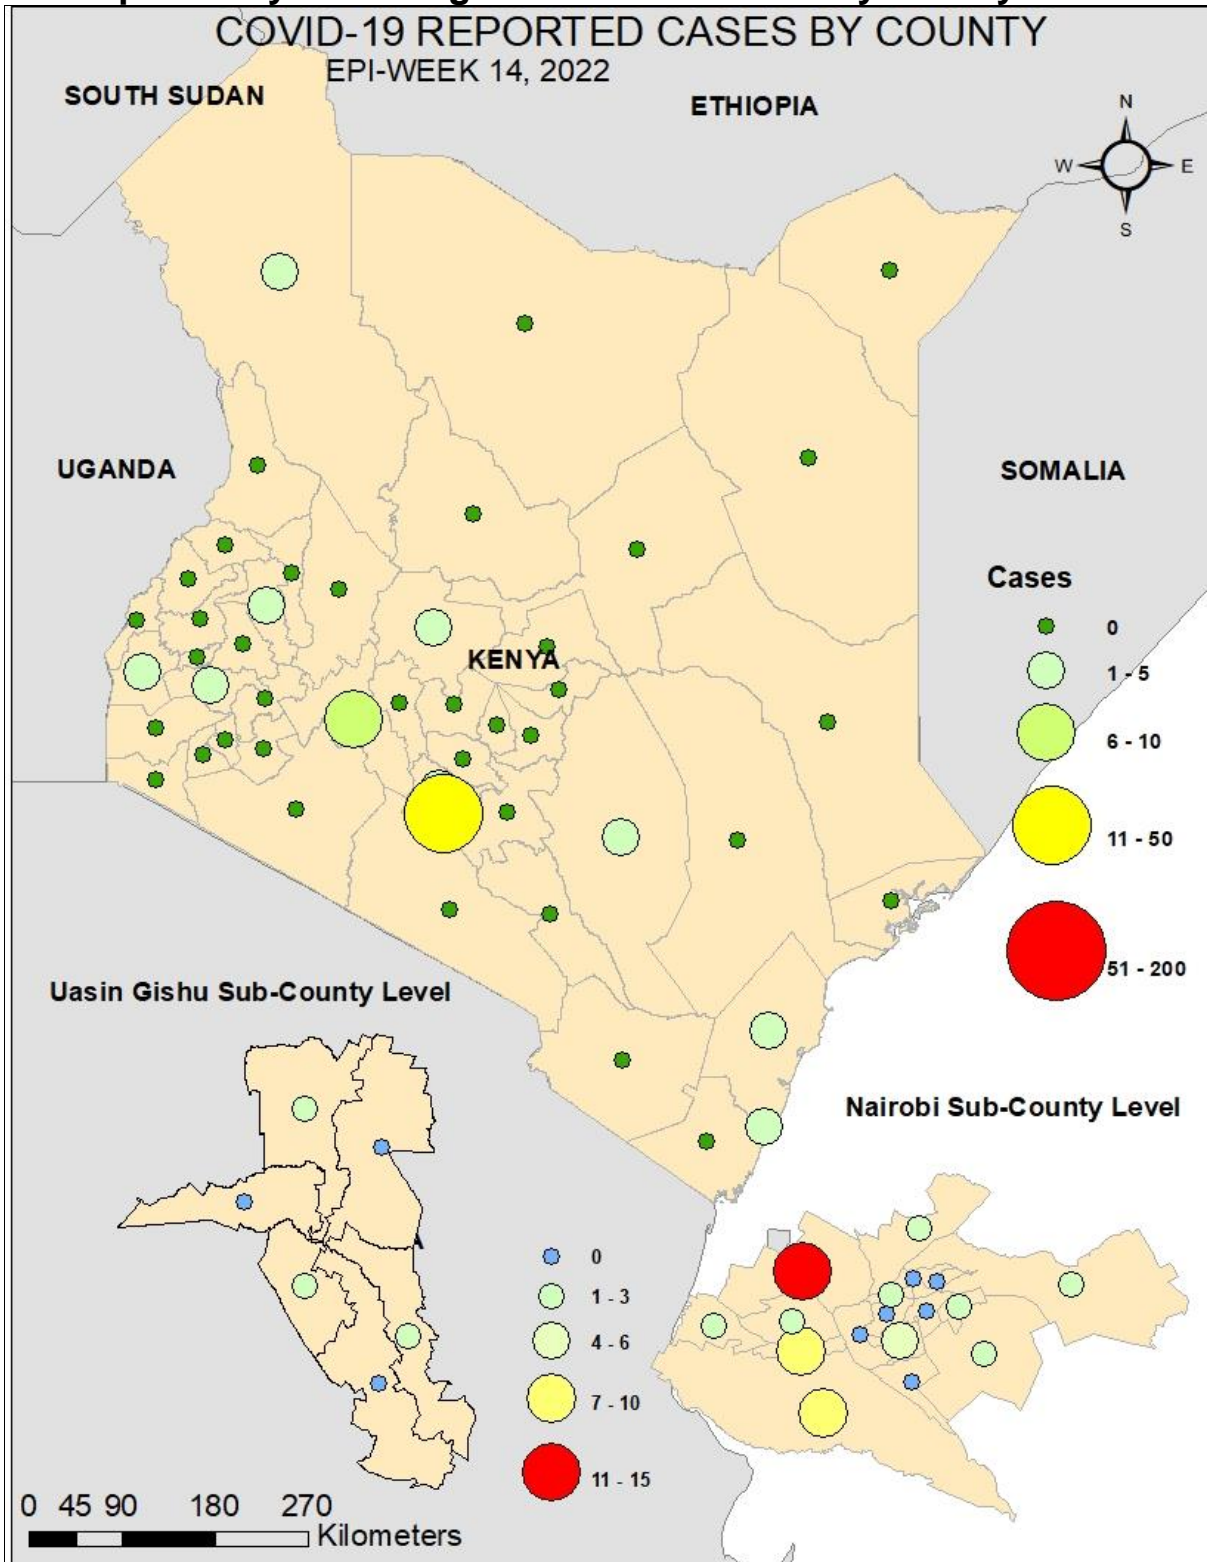 COVID-19 REPORTED CASES BY COUNTY
EPI-WEEK 14, 2022
SOUTH SUDAN
ETHIOPIA
N
W E
S
UGANDA
SOMALIA
Cases
0
1 - 5
KENYA
6 - 10
11 - 50
51 - 200
Uasin Gishu Sub-County Level
Nairobi Sub-County Level
0
1 - 3
4 - 6
7 - 10
11 - 15
0 45 90 180 270
Kilometers